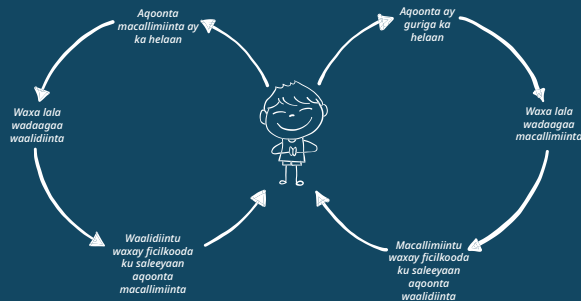 Aqoonta
macallimiinta ay
ka helaan
Waxa lala
wadaagaa
waalidiinta
Waalidiintu
waxay ficilkooda
ku saleeyaan
aqoonta
macallimiinta
Aqoonta ay
guriga ka
helaan
Waxa lala
wadaagaa
macallimiinta
Macallimiintu
waxay ficilkooda
ku saleeyaan
aqoonta
waalidiinta